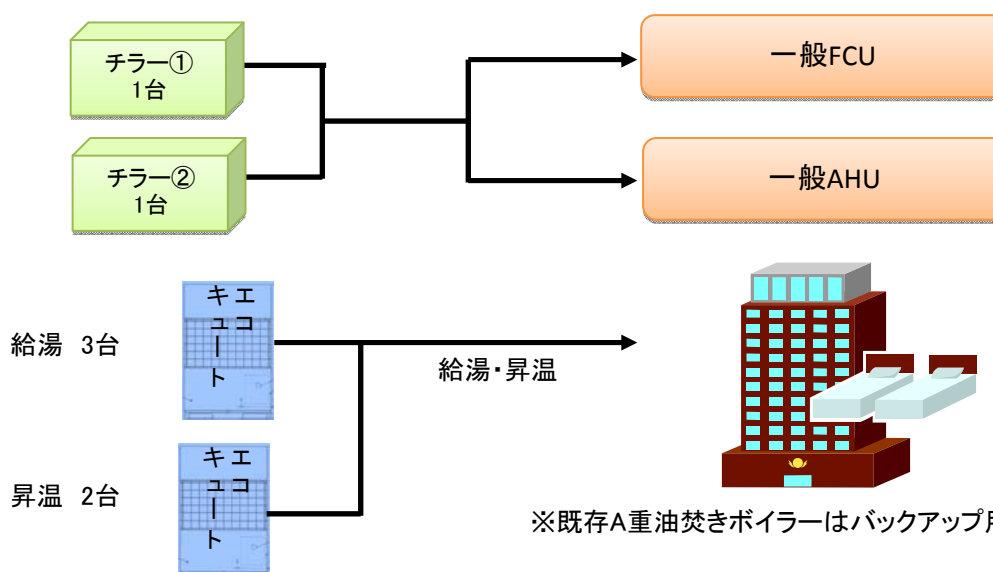 チラー①
1台
一般FCU
チラー②
1台
一般AHU
給湯 3台
エコ
キュート
給湯・昇温
昇温 2台
エコ
キュート
※既存A重油焚きボイラーはバックアップ用